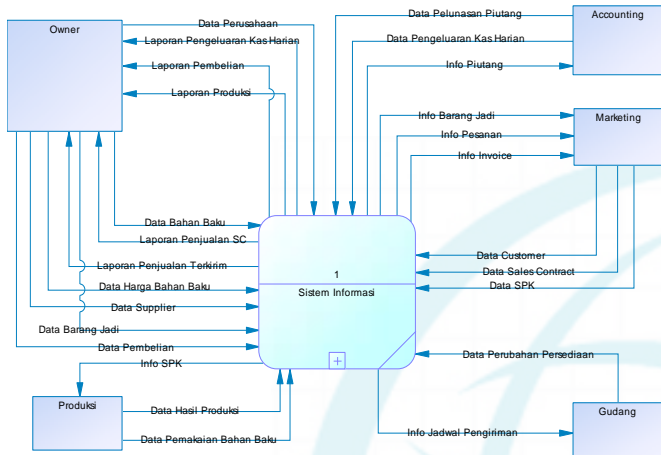 Owner
Data Perusahaan
Laporan Pengeluaran Kas Harian
Laporan Pembelian
Laporan Produksi
Data Pelunasan Piutang
Data Pengeluaran Kas Harian
Info Piutang
Accounting
Info Barang Jadi
Info Pesanan
Info Invoice
Marketing
Data Bahan Baku
Laporan Penjualan SC
Laporan Penjualan Terkirim
Data Harga Bahan Baku
Data Supplier
Data Barang Jadi
Data Pembelian
Info SPK
1
Sistem Informasi
Data Customer
Data Sales Contract
Data SPK
Data Perubahan Persediaan
Produksi
Data Hasil Produksi
Data Pemakaian Bahan Baku
Info Jadwal Pengiriman
Gudang